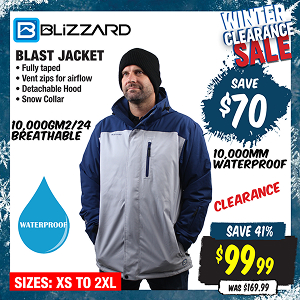 BLiZZARD
BLAST JACKET
• Fully taped
• Vent zips for airflow
• Detachable Hood
• Snow Collar
10,000GM2/24
BREATHABLE
WATERPROOF
SIZES: XS TO 2XL
WINTER
CLEARANCE
SALE
SAVE
$70
10,000MM
WATERPROOF
CLEARANCE
SAVE 41%
$99.99
WAS $169.99